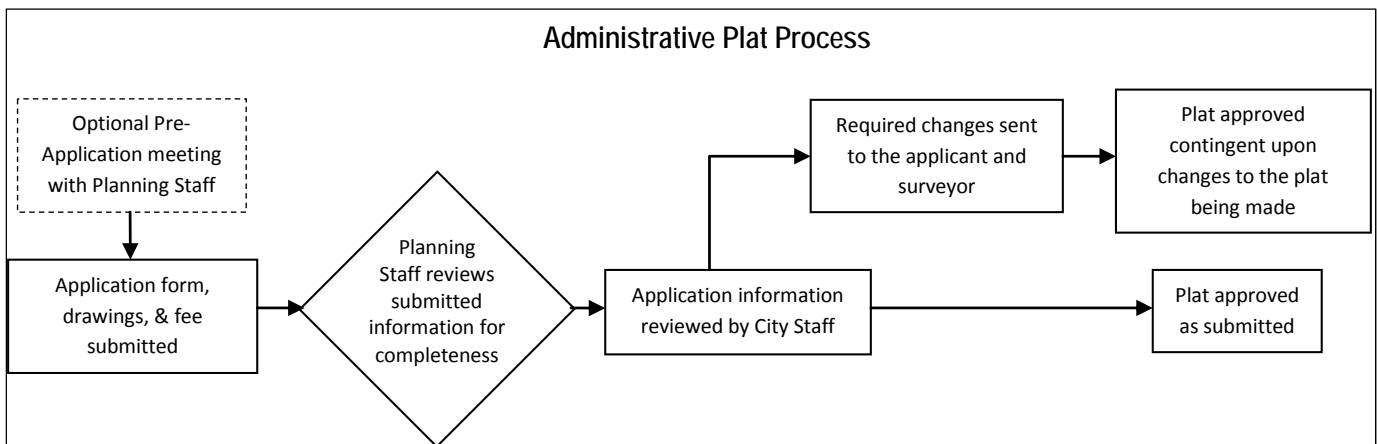 Administrative Plat Process
Optional Pre-
Application meeting
with Planning Staff
Application form,
drawings, & fee
submitted
Planning
Staff reviews
submitted
information for
completeness
Application information
reviewed by City Staff
Required changes sent
to the applicant and
surveyor
Plat approved
contingent upon
changes to the plat
being made
Plat approved
as submitted